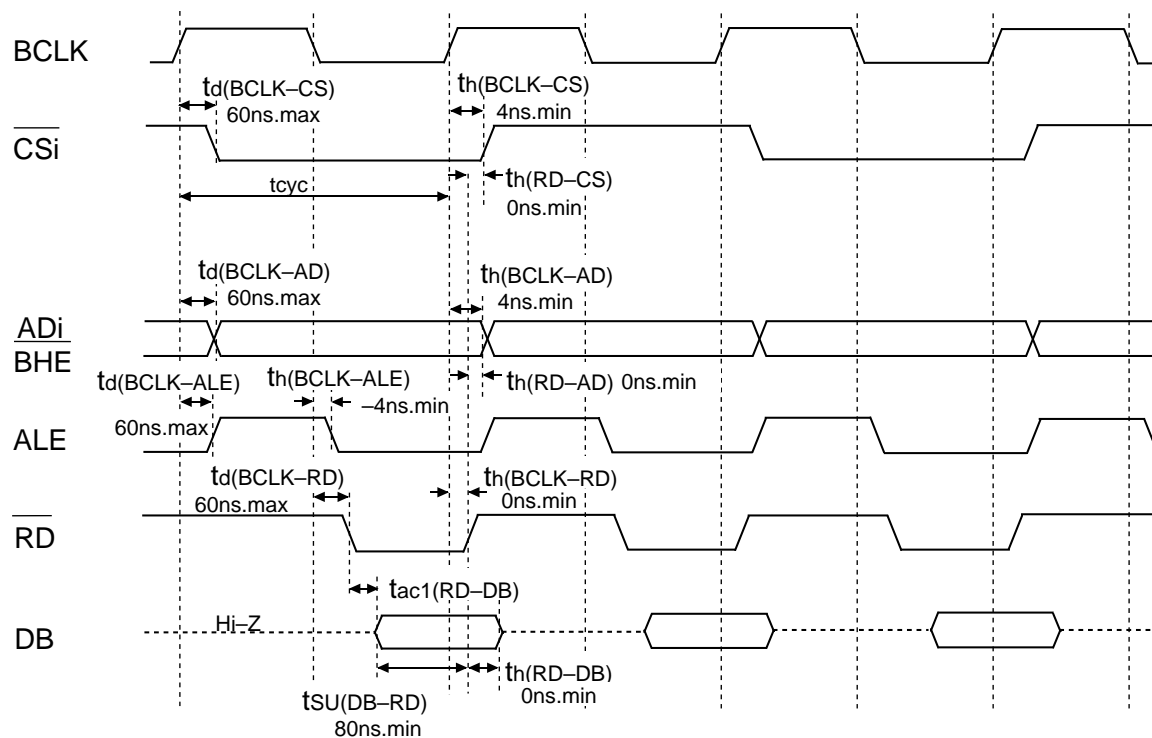 BCLK
td(BCLK–CS)
60ns.max
th(BCLK–CS)
4ns.min
CSi
tcyc
th(RD–CS)
0ns.min
td(BCLK–AD)
60ns.max
th(BCLK–AD)
4ns.min
ADi
BHE
td(BCLK–ALE)
60ns.max
th(BCLK–ALE)
–4ns.min
th(RD–AD) 0ns.min
ALE
td(BCLK–RD)
60ns.max
th(BCLK–RD)
0ns.min
RD
tac1(RD–DB)
Hi–Z
DB
tSU(DB–RD)
80ns.min
th(RD–DB)
0ns.min